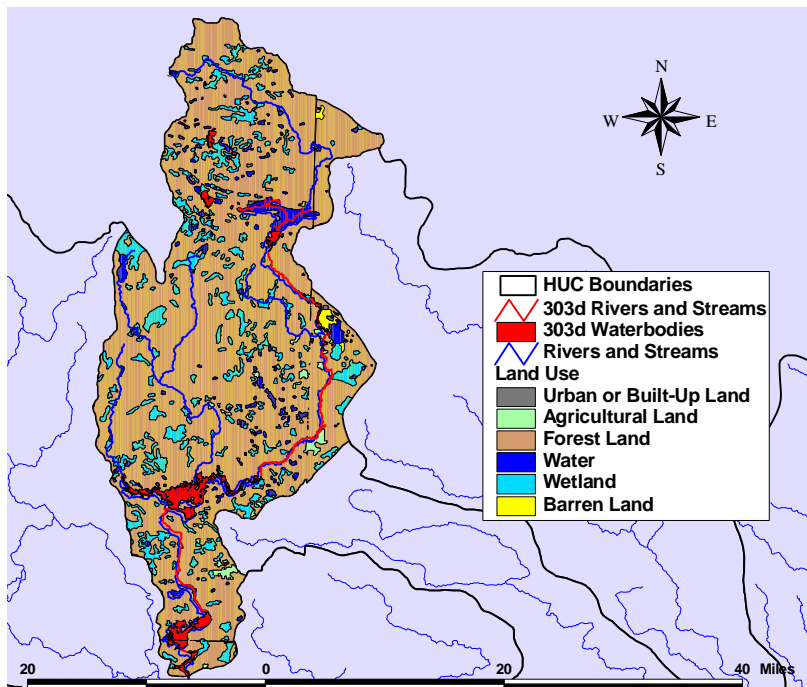 N
W E
S
HUC Boundaries
303d Rivers and Streams
303d Waterbodies
Rivers and Streams
Land Use
Urban or Built-Up Land
Agricultural Land
Forest Land
Water
Wetland
Barren Land
20 0 20 40 Miles